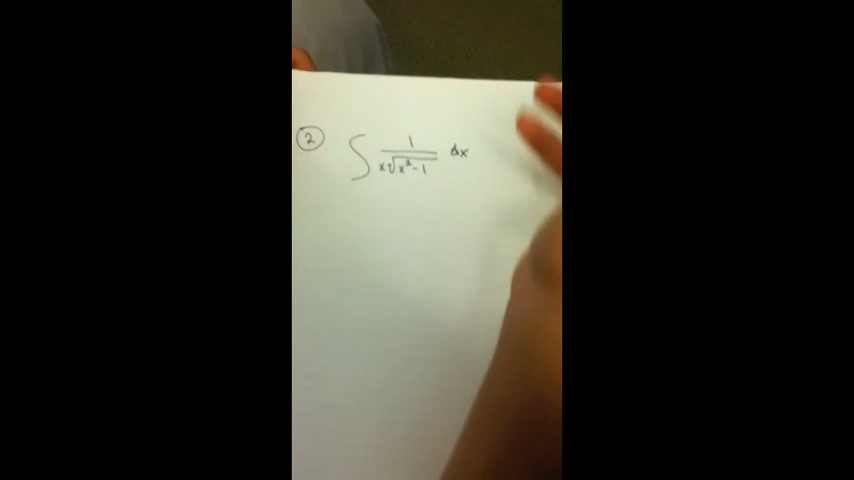 ② ∫ 1/(x√(x²-1)) dx